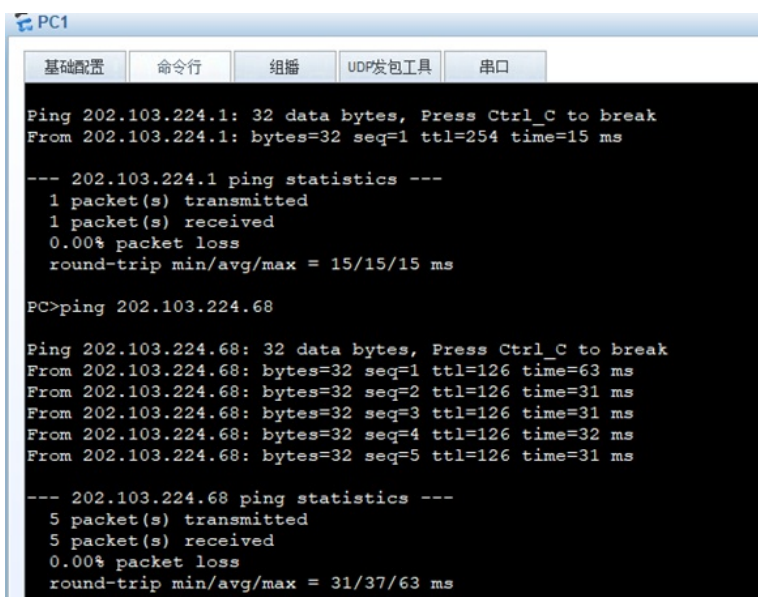 PC1
基础配置 命令行 组播 UDP发包工具 串口
Ping 202.103.224.1: 32 data bytes, Press Ctrl_C to break
From 202.103.224.1: bytes=32 seq=1 ttl=254 time=15 ms
--- 202.103.224.1 ping statistics ---
1 packet(s) transmitted
1 packet(s) received
0.00% packet loss
round-trip min/avg/max = 15/15/15 ms
PC>ping 202.103.224.68
Ping 202.103.224.68: 32 data bytes, Press Ctrl_C to break
From 202.103.224.68: bytes=32 seq=1 ttl=126 time=63 ms
From 202.103.224.68: bytes=32 seq=2 ttl=126 time=31 ms
From 202.103.224.68: bytes=32 seq=3 ttl=126 time=31 ms
From 202.103.224.68: bytes=32 seq=4 ttl=126 time=32 ms
From 202.103.224.68: bytes=32 seq=5 ttl=126 time=31 ms
--- 202.103.224.68 ping statistics ---
5 packet(s) transmitted
5 packet(s) received
0.00% packet loss
round-trip min/avg/max = 31/37/63 ms